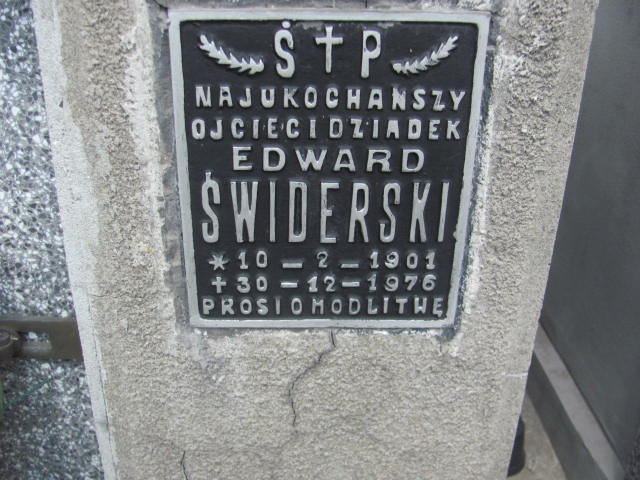 Ś † P
NAJUKOCHAŃSZY
OJCIEC I DZIADEK
EDWARD
ŚWIDERSKI
* 10 - 2 - 1901
+ 30 - 12 - 1976
PROSI O MODLITWĘ